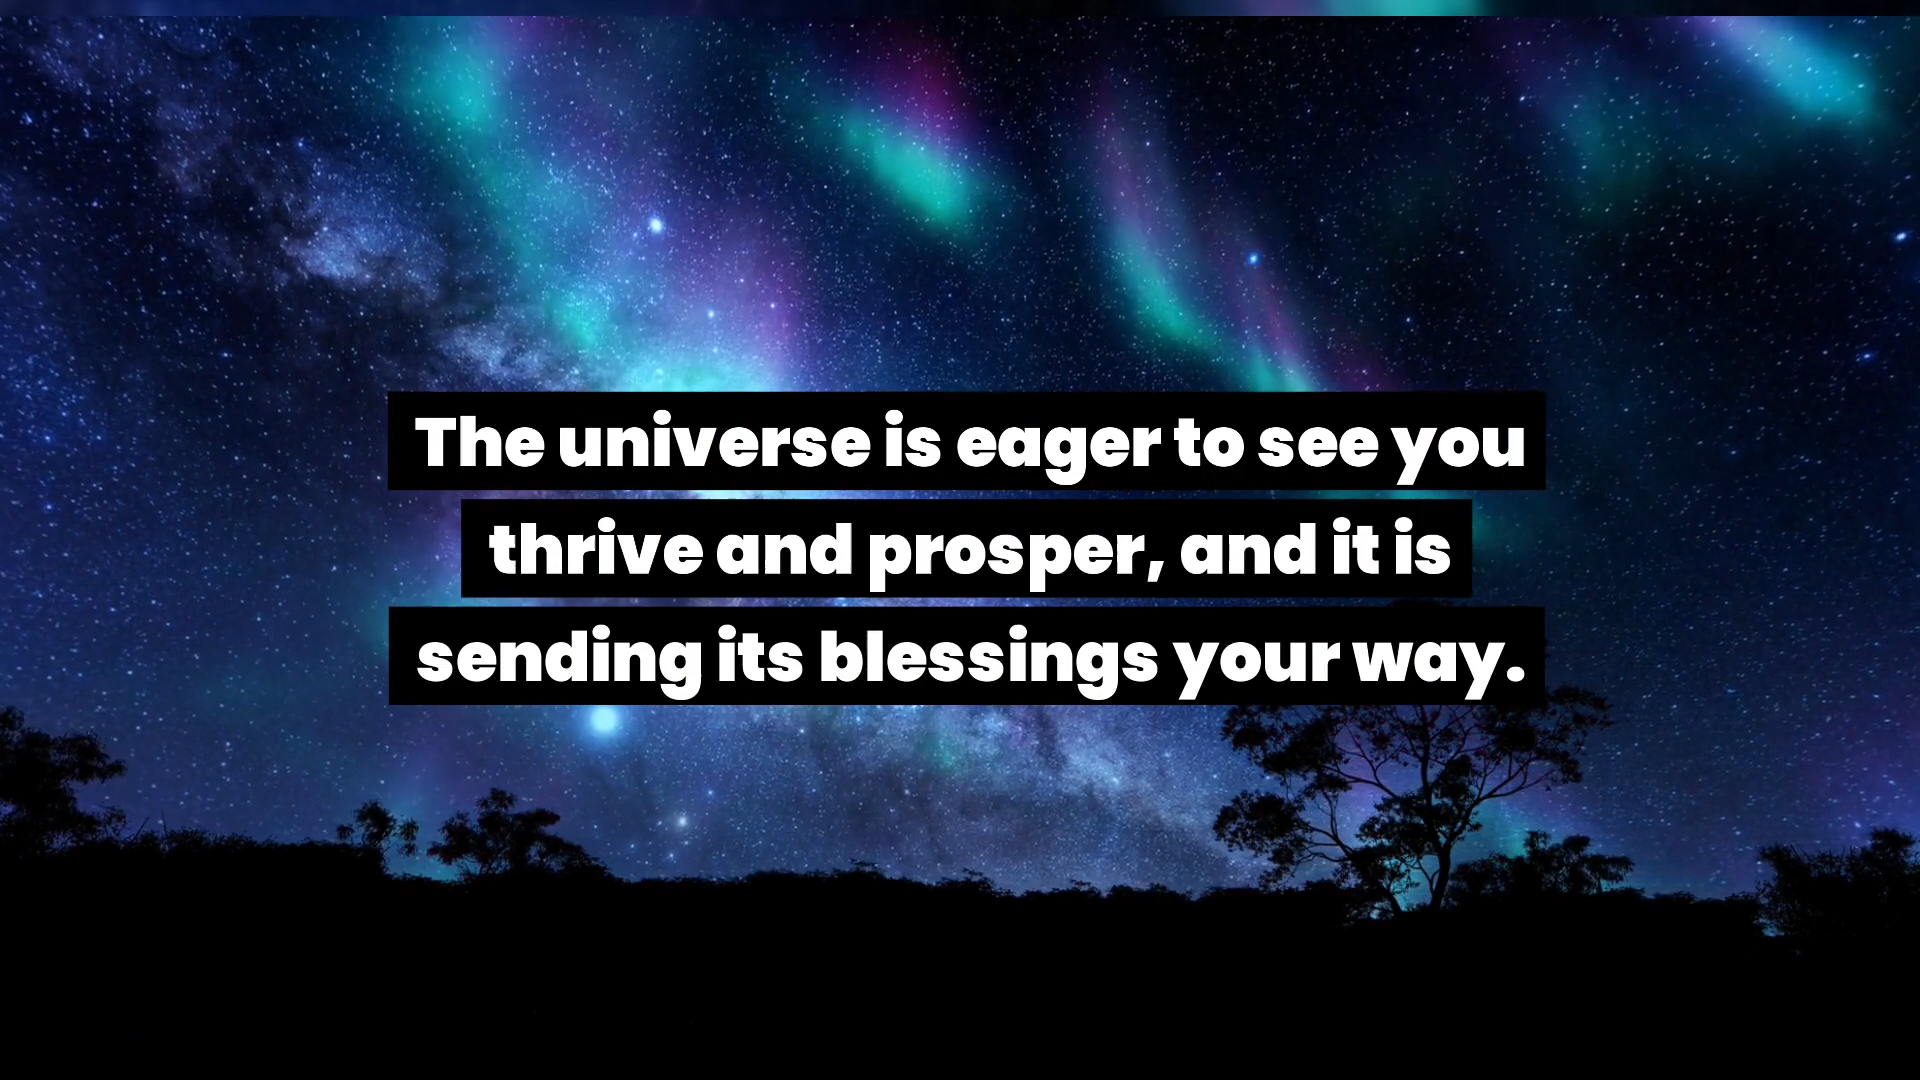 The universe is eager to see you
thrive and prosper, and it is
sending its blessings your way.